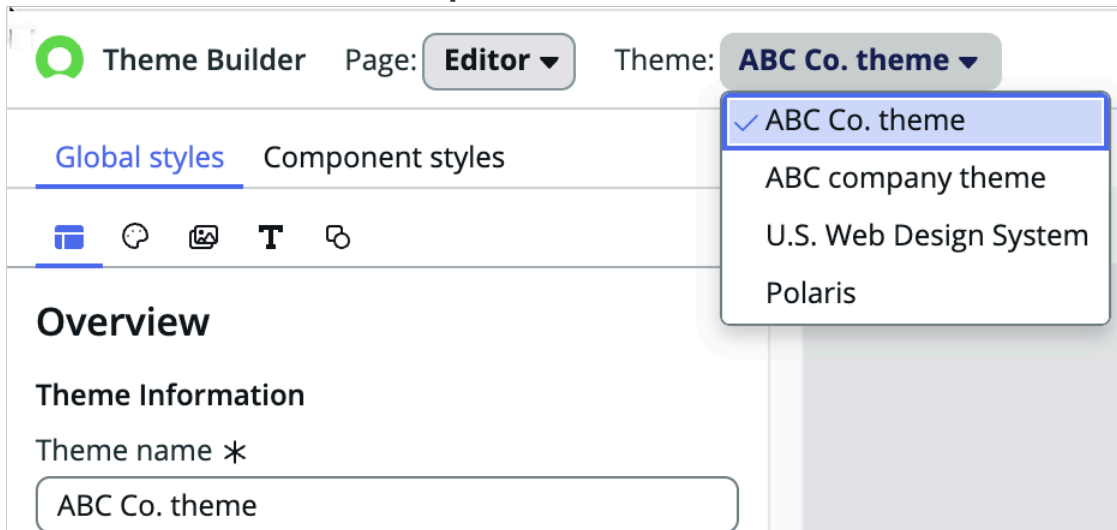 Theme Builder Page: Editor Theme: ABC Co. theme
ABC Co. theme
ABC company theme
U.S. Web Design System
Polaris
Global styles Component styles
Overview
Theme Information
Theme name *
ABC Co. theme